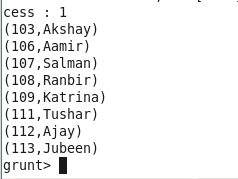 cess : 1
(103,Akshay)
(106,Aamir)
(107,Salman)
(108,Ranbir)
(109,Katrina)
(111,Tushar)
(112,Ajay)
(113,Jubeen)
grunt>